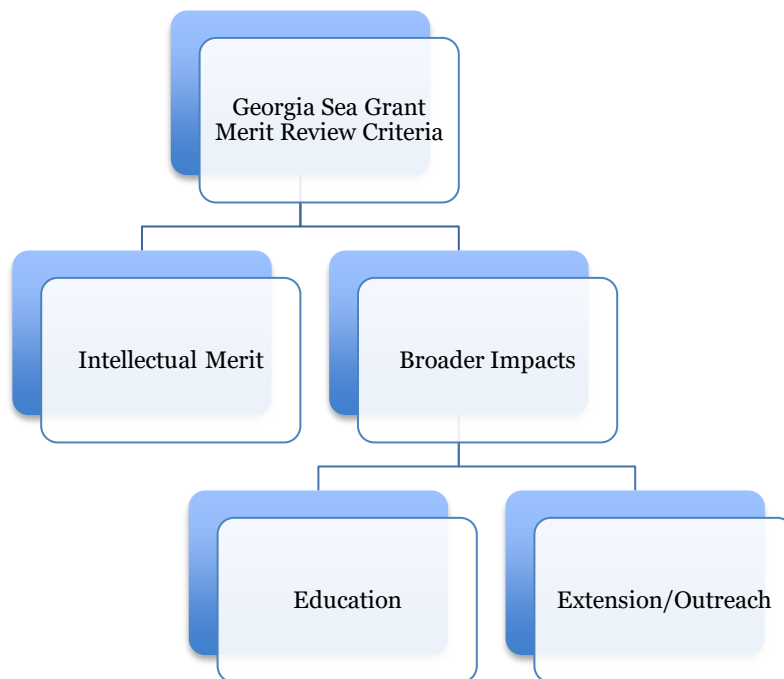 Georgia Sea Grant
Merit Review Criteria
Intellectual Merit
Broader Impacts
Education
Extension/Outreach